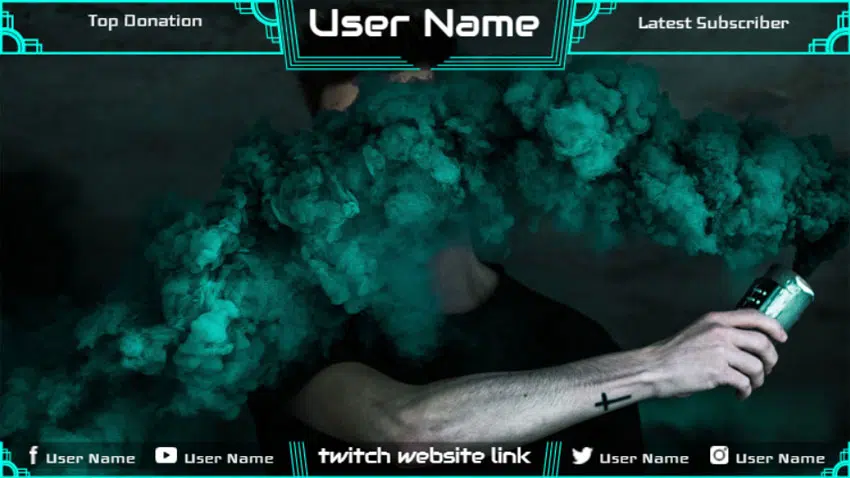 Top Donation
User Name
Latest Subscriber
User Name
User Name
twitch website link
User Name
User Name